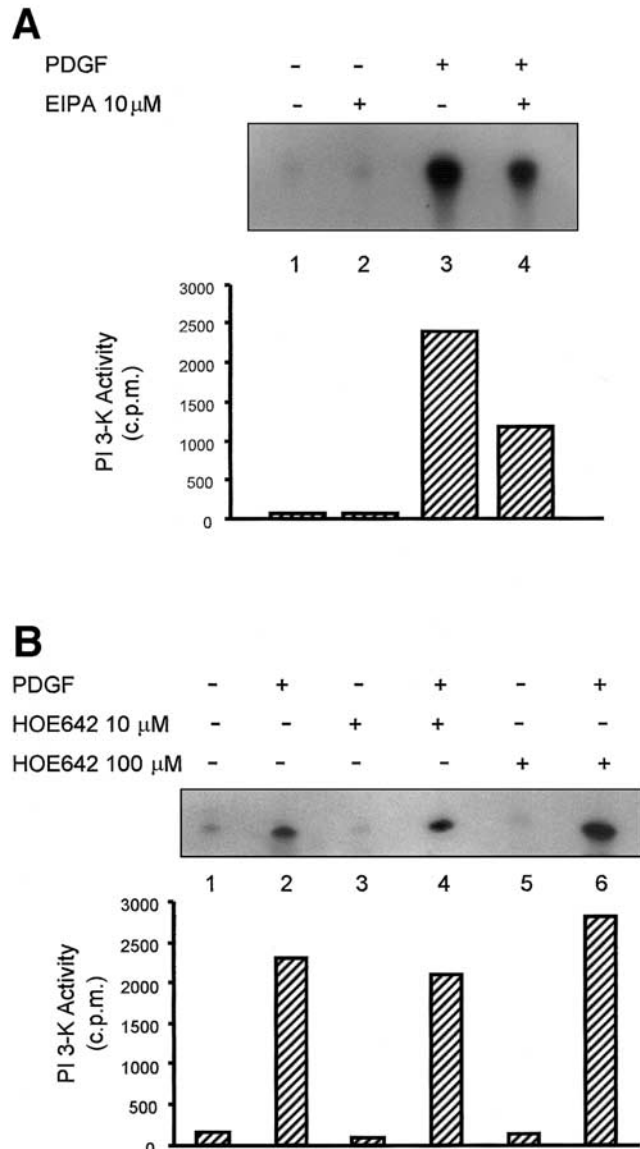 A
PDGF - - + +
EIPA 10 μM - + - +
1 2 3 4
3000
2500
2000
1500
1000
500
0
PI 3-K Activity
(c.p.m.)
B
PDGF - + - + - +
HOE642 10 μM - - + + - -
HOE642 100 μM - - - - + +
1 2 3 4 5 6
3000
2500
2000
1500
1000
500
0
PI 3-K Activity
(c.p.m.)